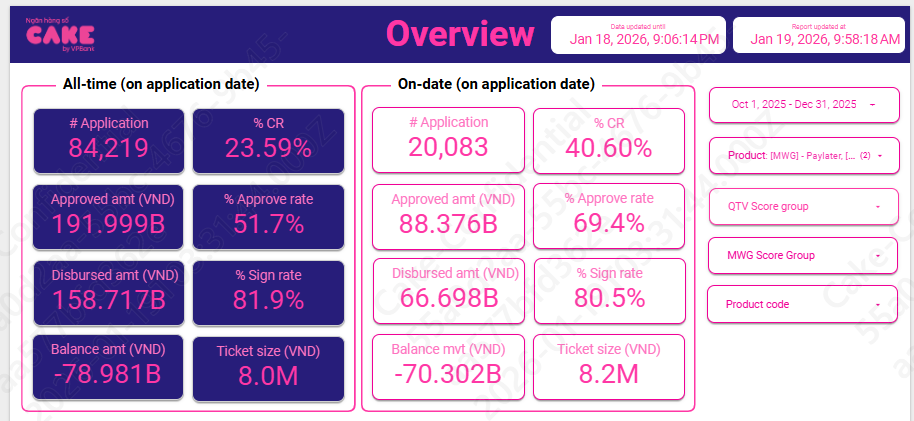 Ngân hàng số
CAKE
by VPBank
Overview
Data updated until
Jan 18, 2026, 9:06:14 PM
Report updated at
Jan 19, 2026, 9:58:18 AM
All-time (on application date)
# Application
84,219
% CR
23.59%
Approved amt (VND)
191.999B
% Approve rate
51.7%
Disbursed amt (VND)
158.717B
% Sign rate
81.9%
Balance amt (VND)
-78.981B
Ticket size (VND)
8.0M
On-date (on application date)
# Application
20,083
% CR
40.60%
Approved amt (VND)
88.376B
% Approve rate
69.4%
Disbursed amt (VND)
66.698B
% Sign rate
80.5%
Balance mvt (VND)
-70.302B
Ticket size (VND)
8.2M
Oct 1, 2025 - Dec 31, 2025
Product: [MWG] - Paylater, [... (2)
QTV Score group
MWG Score Group
Product code